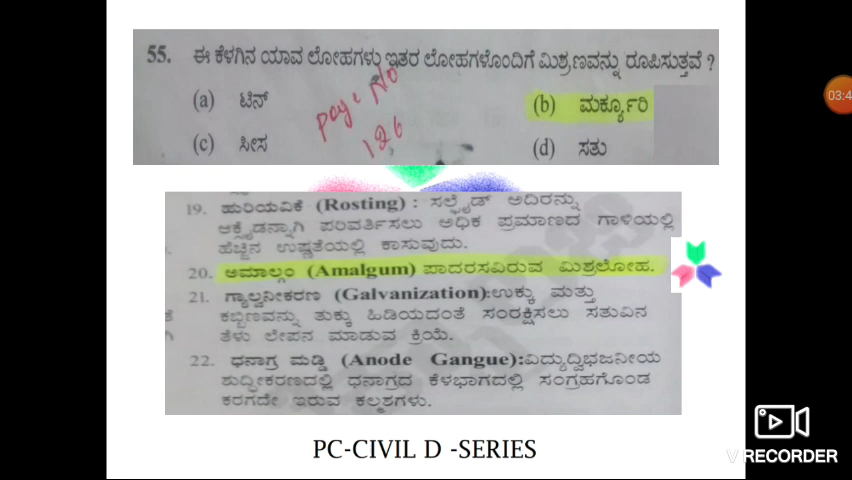 55. ಈ ಕೆಳಗಿನ ಯಾವ ಲೋಹಗಳು ಇತರ ಲೋಹಗಳೊಂದಿಗೆ ಮಿಶ್ರಣವನ್ನು ರೂಪಿಸುತ್ತವೆ ?
(a) ಟಿನ್
(b) ಮರ್ಕ್ಯೂರಿ
(c) ಸೀಸ
(d) ಸತು
Page No
126
19. ಹುರಿಯವಿಕೆ (Rosting) : ಸಲ್ಫೈಡ್ ಅದಿರನ್ನು
ಆಕ್ಸೈಡನ್ನಾಗಿ ಪರಿವರ್ತಿಸಲು ಅಧಿಕ ಪ್ರಮಾಣದ ಗಾಳಿಯಲ್ಲಿ
ಹೆಚ್ಚಿನ ಉಷ್ಣತೆಯಲ್ಲಿ ಕಾಸುವುದು.
20. ಅಮಾಲ್ಗಂ (Amalgum) ಪಾದರಸವಿರುವ ಮಿಶ್ರಲೋಹ.
21. ಗ್ಯಾಲ್ವನೀಕರಣ (Galvanization):ಉಕ್ಕು ಮತ್ತು
ಕಬ್ಬಿಣವನ್ನು ತುಕ್ಕು ಹಿಡಿಯದಂತೆ ಸಂರಕ್ಷಿಸಲು ಸತುವಿನ
ತೆಳು ಲೇಪನ ಮಾಡುವ ಕ್ರಿಯೆ.
22. ಧನಾಗ್ರ ಮಡ್ಡಿ (Anode Gangue):ವಿದ್ಯುದ್ವಿಭಜನೀಯ
ಶುದ್ಧೀಕರಣದಲ್ಲಿ ಧನಾಗ್ರದ ಕೆಳಭಾಗದಲ್ಲಿ ಸಂಗ್ರಹಗೊಂಡ
ಕರಗದೇ ಇರುವ ಕಲ್ಮಶಗಳು.
PC-CIVIL D -SERIES
03:4
V RECORDER